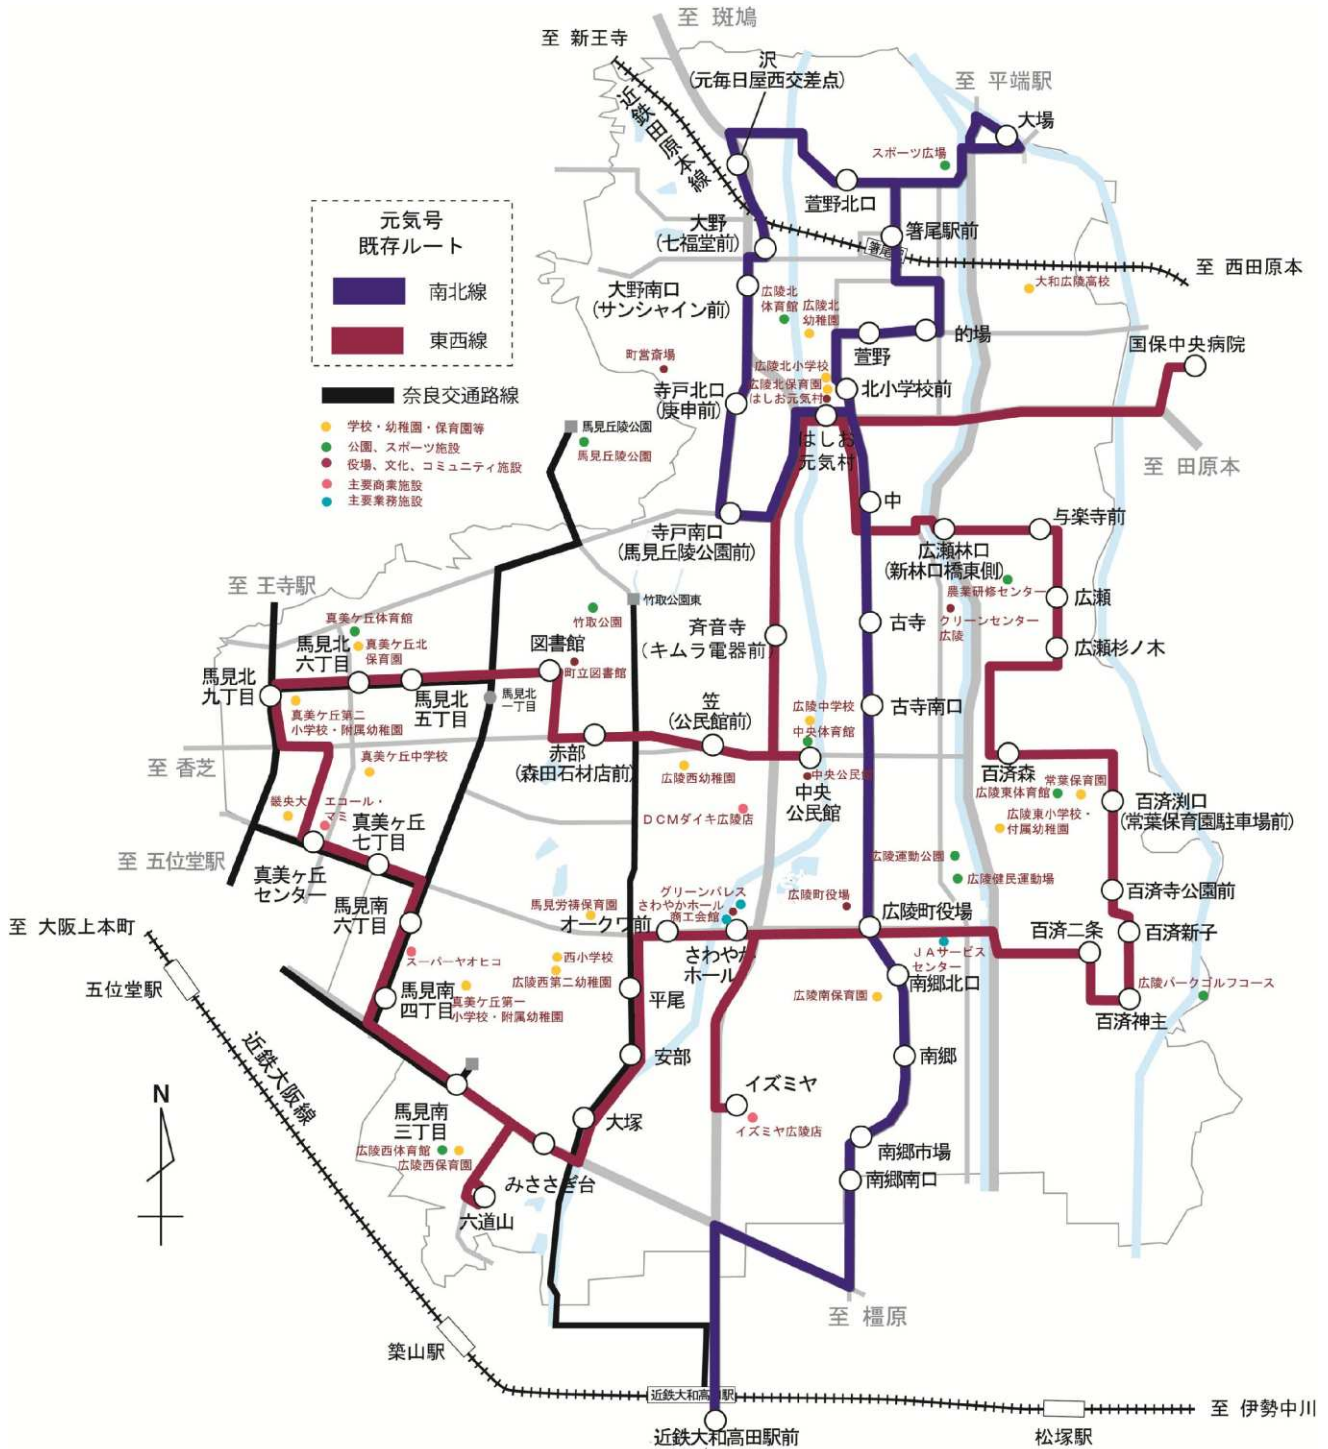 至 斑鳩
至 新王寺
沢
(元毎日屋西交差点)
至 平端駅
大場
近鉄田原本線
スポーツ広場
萱野北口
元気号
既存ルート
南北線
東西線
奈良交通路線
学校・幼稚園・保育園等
公園、スポーツ施設
役場、文化、コミュニティ施設
主要商業施設
主要業務施設
大野
(七福堂前)
箸尾駅前
至 西田原本
大野南口
(サンシャイン前)
広陵北
体育館
広陵北
幼稚園
大和広陵高校
的場
萱野
国保中央病院
町営斎場
広陵北小学校
広陵北保育園
はしお元気村
北小学校前
寺戸北口
(庚申前)
はしお
元気村
至 田原本
馬見丘陵公園
馬見丘陵公園
中
寺戸南口
(馬見丘陵公園前)
広瀬林口
(新林口橋東側)
与楽寺前
至 王寺駅
竹取公園東
竹取公園
農業研修センター
広瀬
クリーンセンター
広陵
斉音寺
(キムラ電器前)
古寺
広瀬杉ノ木
真美ケ丘体育館
馬見北
六丁目
真美ケ丘北
保育園
図書館
町立図書館
馬見北
九丁目
馬見北
五丁目
馬見北
一丁目
笠
(公民館前)
古寺南口
真美ケ丘第二
小学校・附属幼稚園
広陵中学校
中央体育館
赤部
(森田石材店前)
至 香芝
真美ケ丘中学校
広陵西幼稚園
中央公民館
中央
公民館
百済森
常葉保育園
広陵東体育館
百済渕口
(常葉保育園駐車場前)
広陵東小学校・
付属幼稚園
畿央大
エコール・
マミ
真美ヶ丘
七丁目
DCMダイキ広陵店
至 五位堂駅
真美ヶ丘
センター
広陵運動公園
広陵健民運動場
百済寺公園前
馬見南
六丁目
馬見労祷保育園
オークワ前
グリーンパレス
さわやかホール
商工会館
さわやか
ホール
広陵町役場
広陵町役場
百済二条
百済新子
至 大阪上本町
五位堂駅
スーパーヤオヒコ
西小学校
広陵西第二幼稚園
JAサービス
センター
南郷北口
馬見南
四丁目
真美ケ丘第一
小学校・附属幼稚園
平尾
広陵南保育園
広陵パークゴルフコース
百済神主
近鉄大阪線
安部
南郷
N
イズミヤ
イズミヤ広陵店
馬見南
三丁目
大塚
広陵西体育館
広陵西保育園
南郷市場
南郷南口
みささぎ台
六道山
至 橿原
築山駅
近鉄大和高田駅
近鉄大和高田駅前
松塚駅
至 伊勢中川